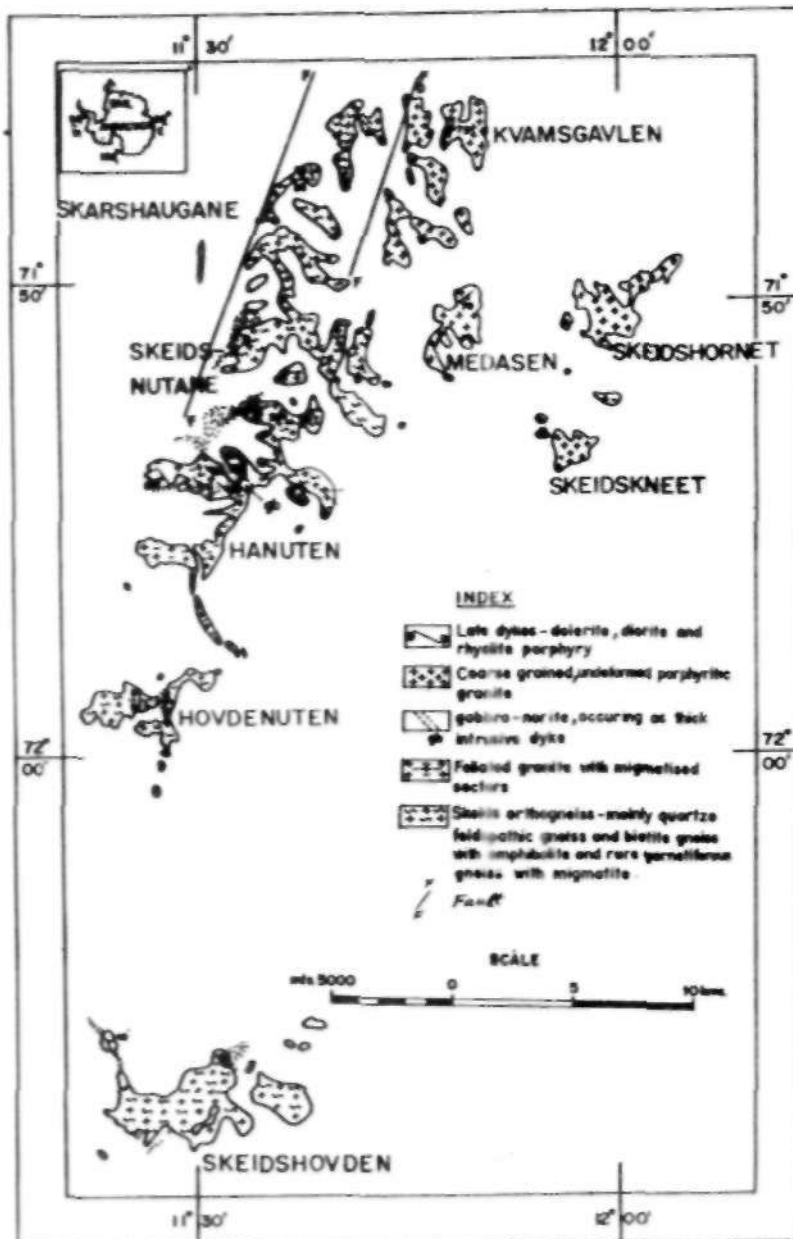 11° 30'
12° 00'
KVAMSGAVLEN
SKARSHAUGANE
71° 50'
71° 50'
SKEIDS-
NUTANE
MEDASEN
SKEIDSHORNET
SKEIDSKNEET
HANUTEN
INDEX
Late dykes - dolerite, diorite and
rhyolite porphyry
Coarse grained, undeformed porphyritic
granite
gabbro-norite, occuring as thick
intrusive dyke
HOVDENUTEN
72° 00'
72° 00'
Foliated granite with migmatised
sectors
Skeids orthogneiss - mainly quartzo
feldspathic gneiss and biotite gneiss
with amphibolite and rare garnetiferous
gneiss with migmatite
F
F
Fault
SCALE
mts. 5000 0 5 10 kms.
SKEIDSHOVDEN
11° 30'
12° 00'